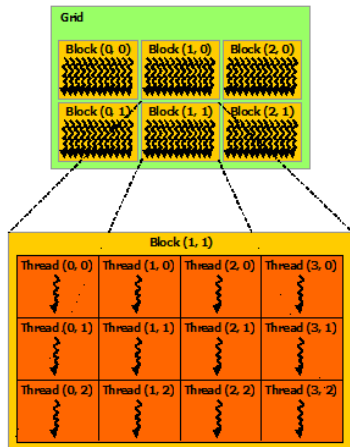 Grid
Block (0, 0) Block (1, 0) Block (2, 0)
Block (0, 1) Block (1, 1) Block (2, 1)
Block (1, 1)
Thread (0, 0) Thread (1, 0) Thread (2, 0) Thread (3, 0)
Thread (0, 1) Thread (1, 1) Thread (2, 1) Thread (3, 1)
Thread (0, 2) Thread (1, 2) Thread (2, 2) Thread (3, 2)